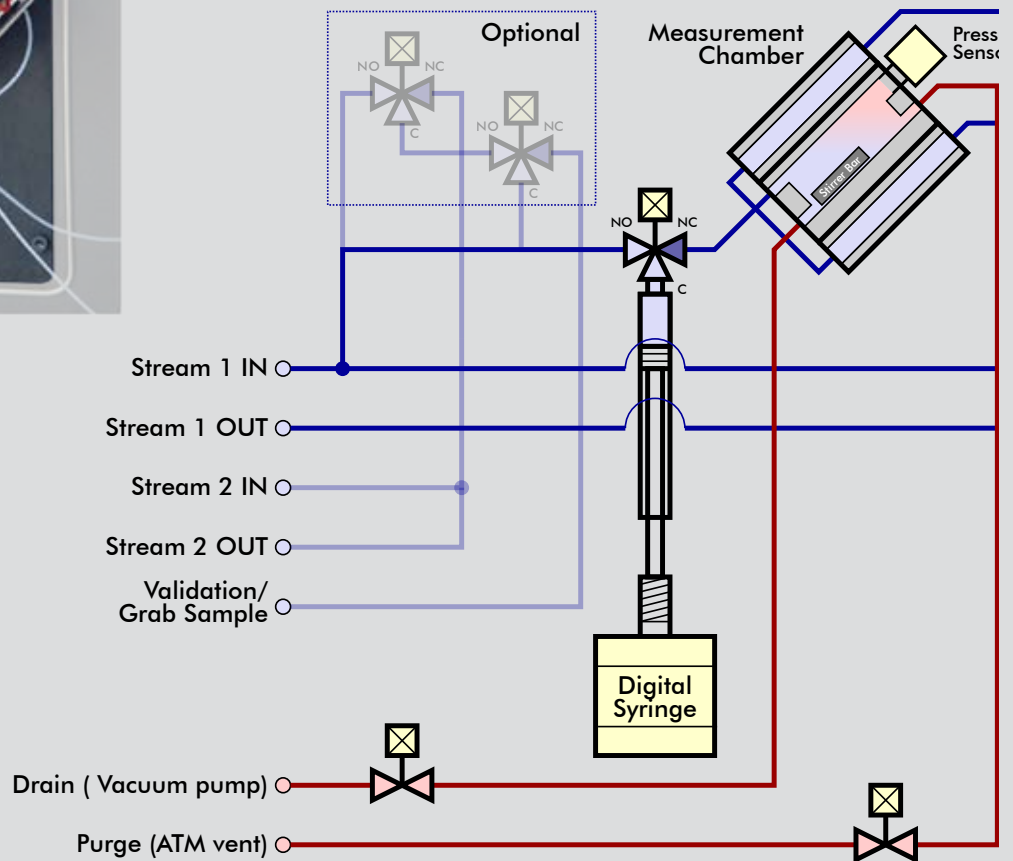 Optional
NO
NC
C
NO
NC
C
Measurement
Chamber
Press
Stirrer Bar
NO
NC
C
Stream 1 IN
Stream 1 OUT
Stream 2 IN
Stream 2 OUT
Validation/
Grab Sample
Digital
Syringe
Drain ( Vacuum pump)
Purge (ATM vent)